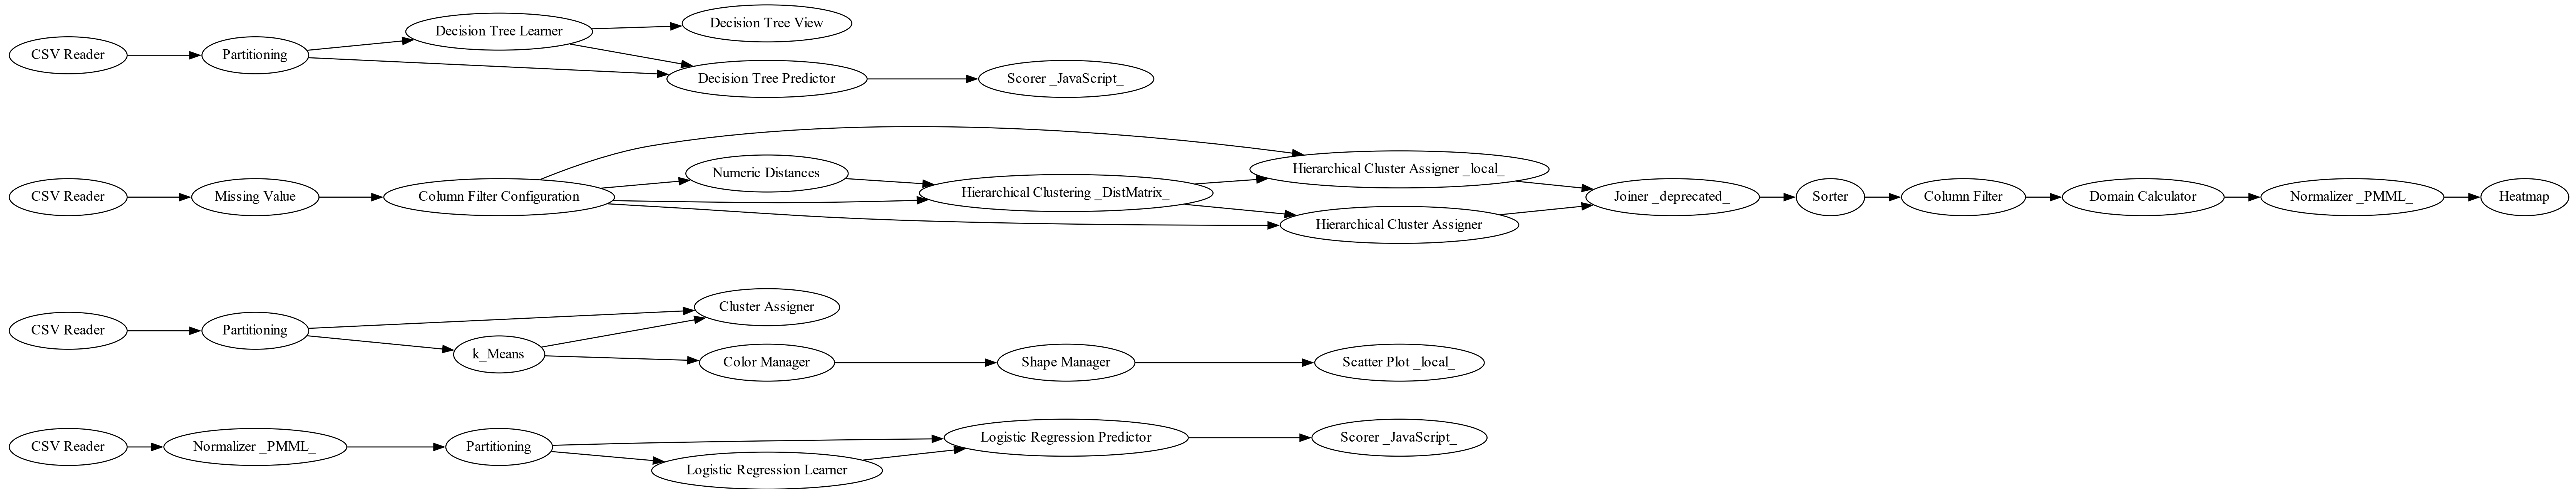 CSV Reader
Partitioning
Decision Tree Learner
Decision Tree View
Decision Tree Predictor
Scorer _JavaScript_
CSV Reader
Missing Value
Column Filter Configuration
Numeric Distances
Hierarchical Clustering _DistMatrix_
Hierarchical Cluster Assigner _local_
Hierarchical Cluster Assigner
Joiner _deprecated_
Sorter
Column Filter
Domain Calculator
Normalizer _PMML_
Heatmap
CSV Reader
Partitioning
Cluster Assigner
k_Means
Color Manager
Shape Manager
Scatter Plot _local_
CSV Reader
Normalizer _PMML_
Partitioning
Logistic Regression Predictor
Logistic Regression Learner
Scorer _JavaScript_